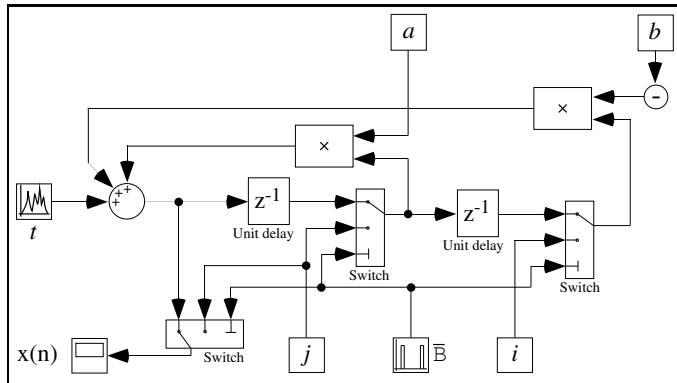 a
b
-
×
×
+
+
+
t
z-1
Unit delay
Switch
z-1
Unit delay
Switch
x(n)
Switch
j
B̅
i